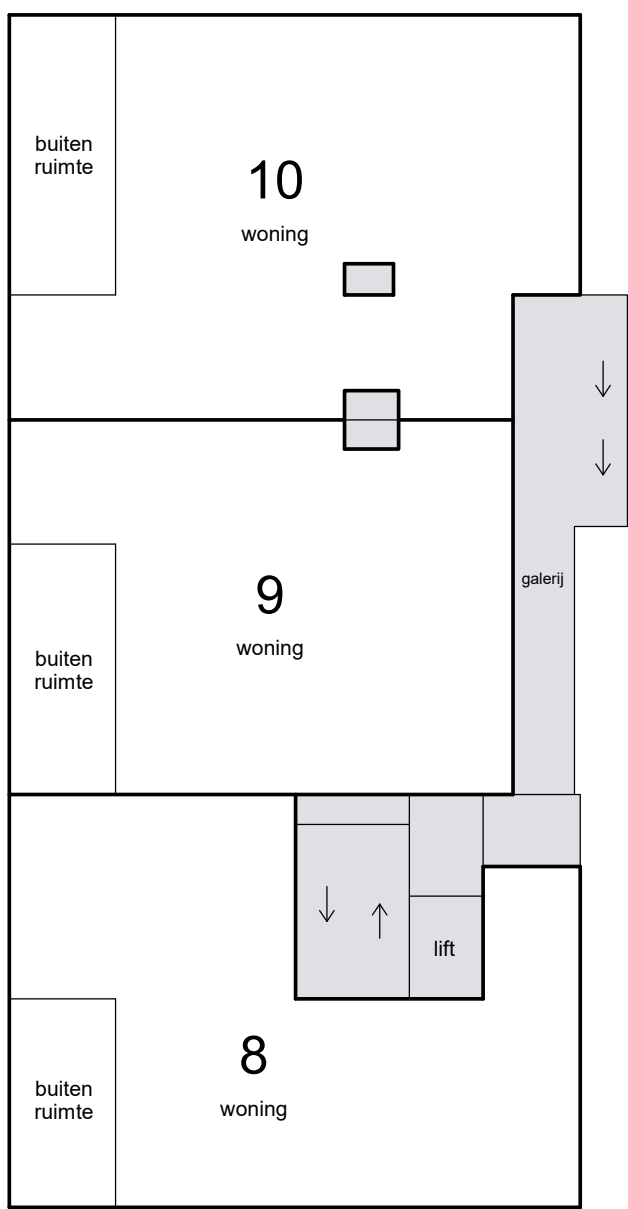 buiten
ruimte
10
woning
galerij
9
woning
buiten
ruimte
lift
8
woning
buiten
ruimte